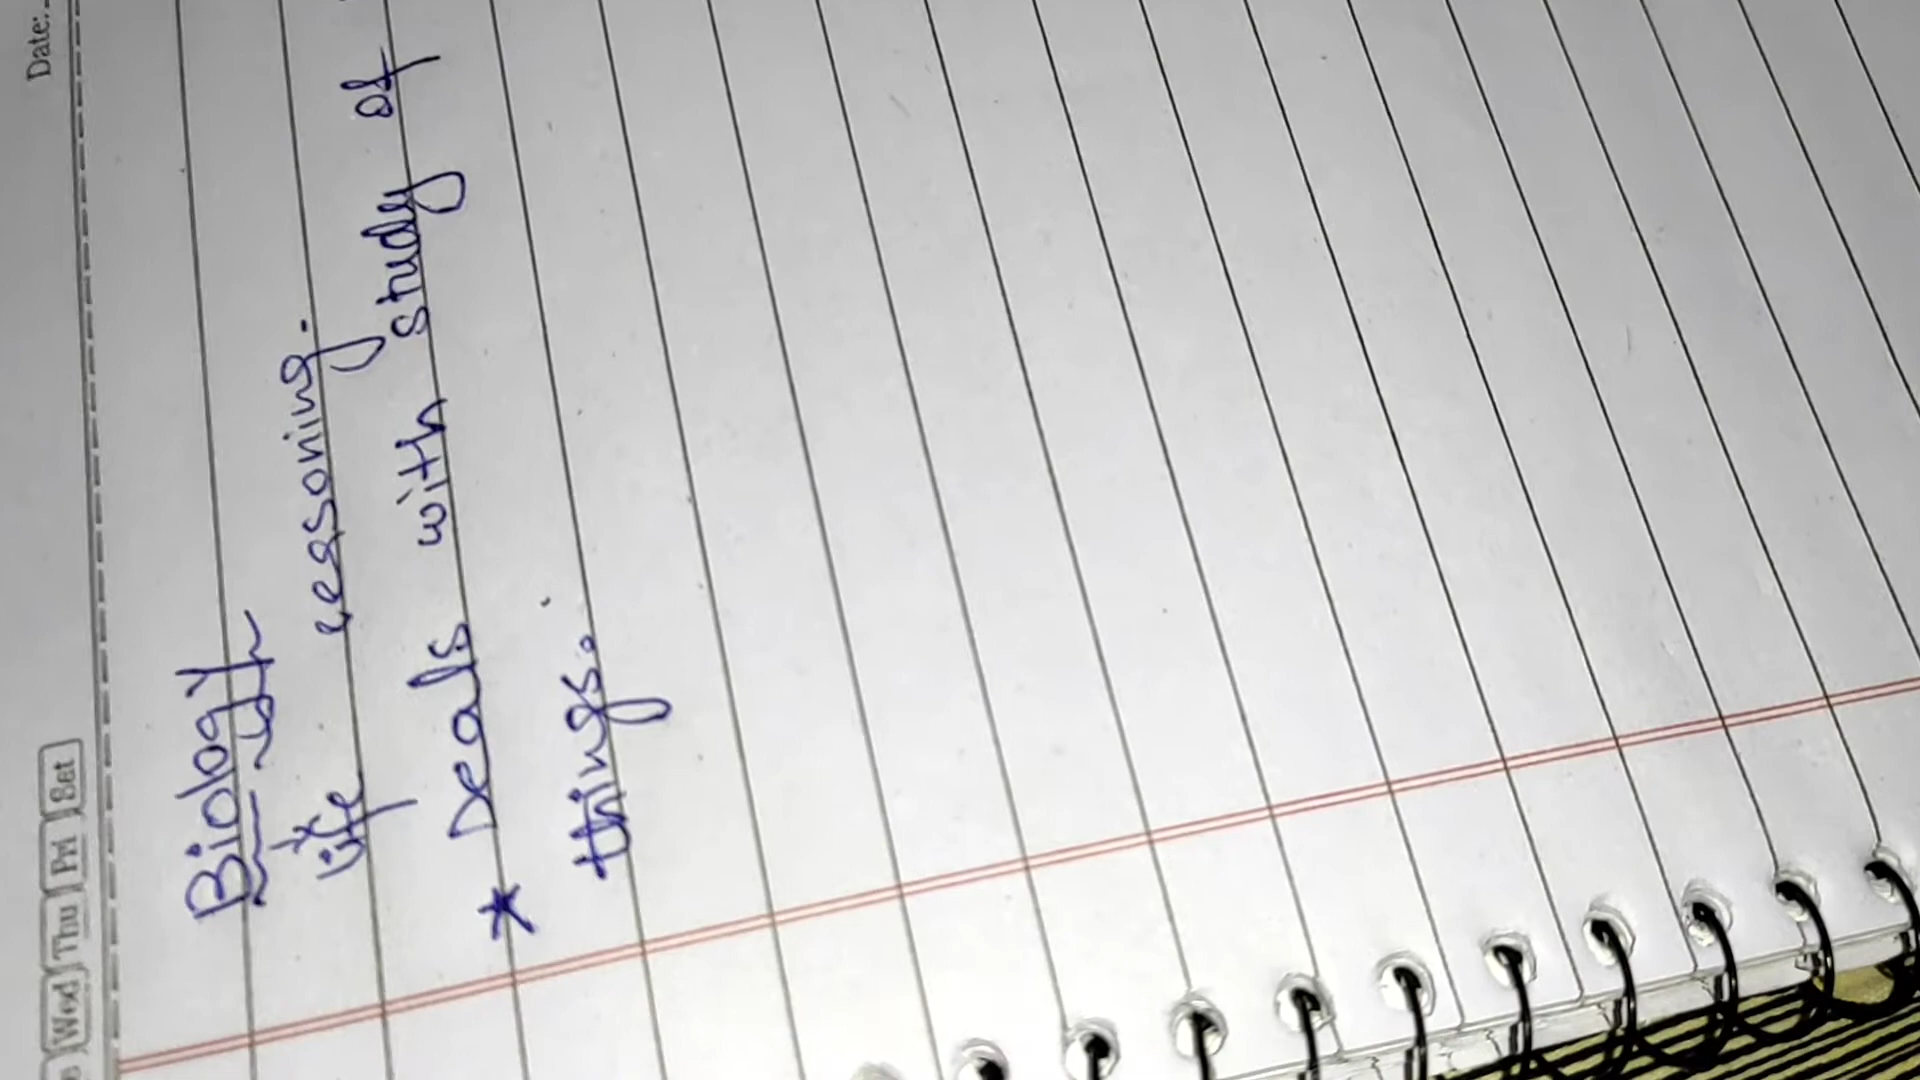 Date:
Wed Thu Fri Sat
Biology
life reasoning.
* Deals with study of
things.